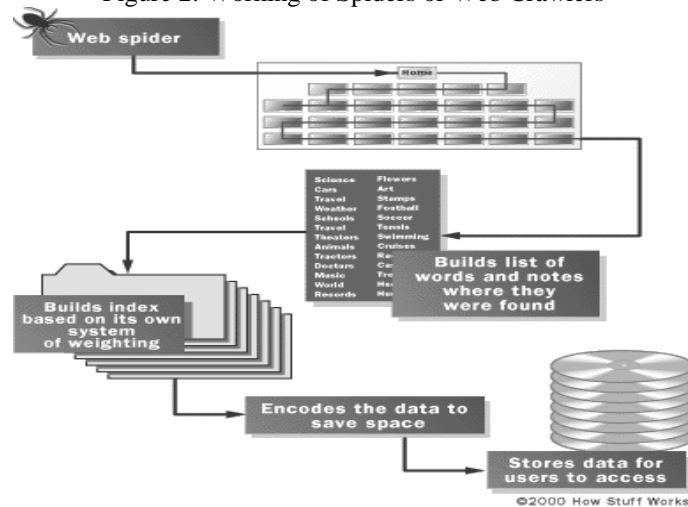 Figure 2: Working of Spiders or Web Crawlers
Web spider
Home
Science Flowers
Cars Art
Travel Stamps
Weather Football
Schools Soccer
Travel Tennis
Theaters Swimming
Animals Cruises
Tractors
Doctors
Music
World
Records
Builds list of
words and notes
where they
were found
Builds index
based on its own
system
of weighting
Encodes the data to
save space
Stores data for
users to access
©2000 How Stuff Works